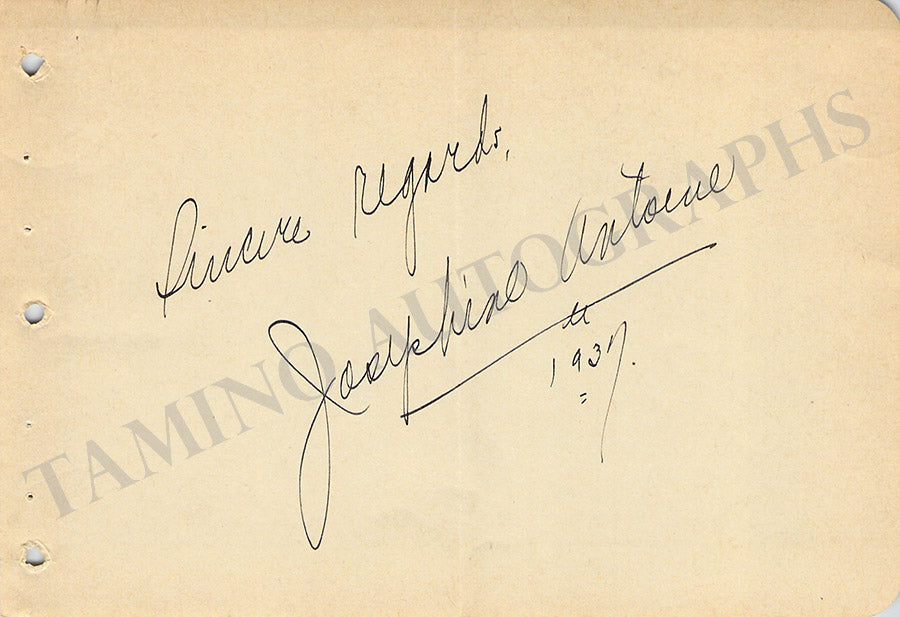 Sincere regards,
Josephine Antoine
1937.
TAMINO AUTOGRAPHS